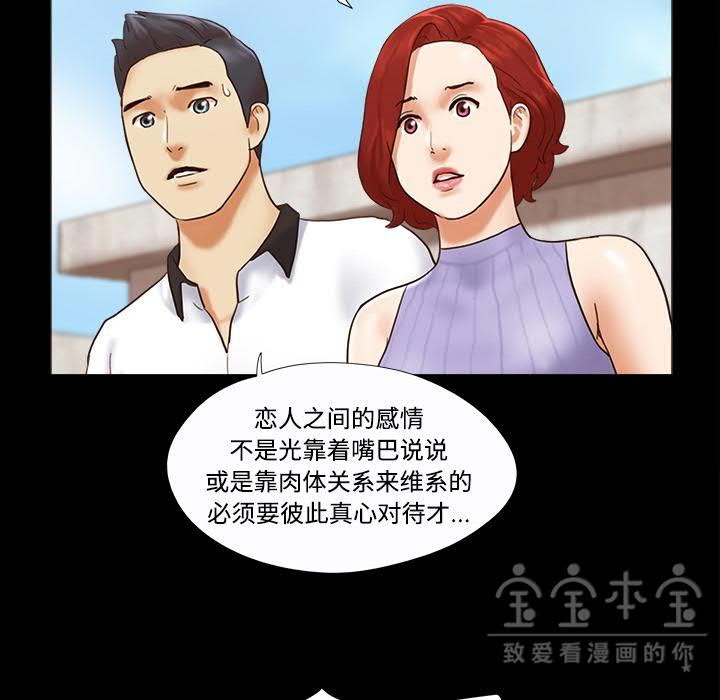 恋人之间的感情
不是光靠着嘴巴说说
或是靠肉体关系来维系的
必须要彼此真心对待才...
宝宝本宝
致爱看漫画的你